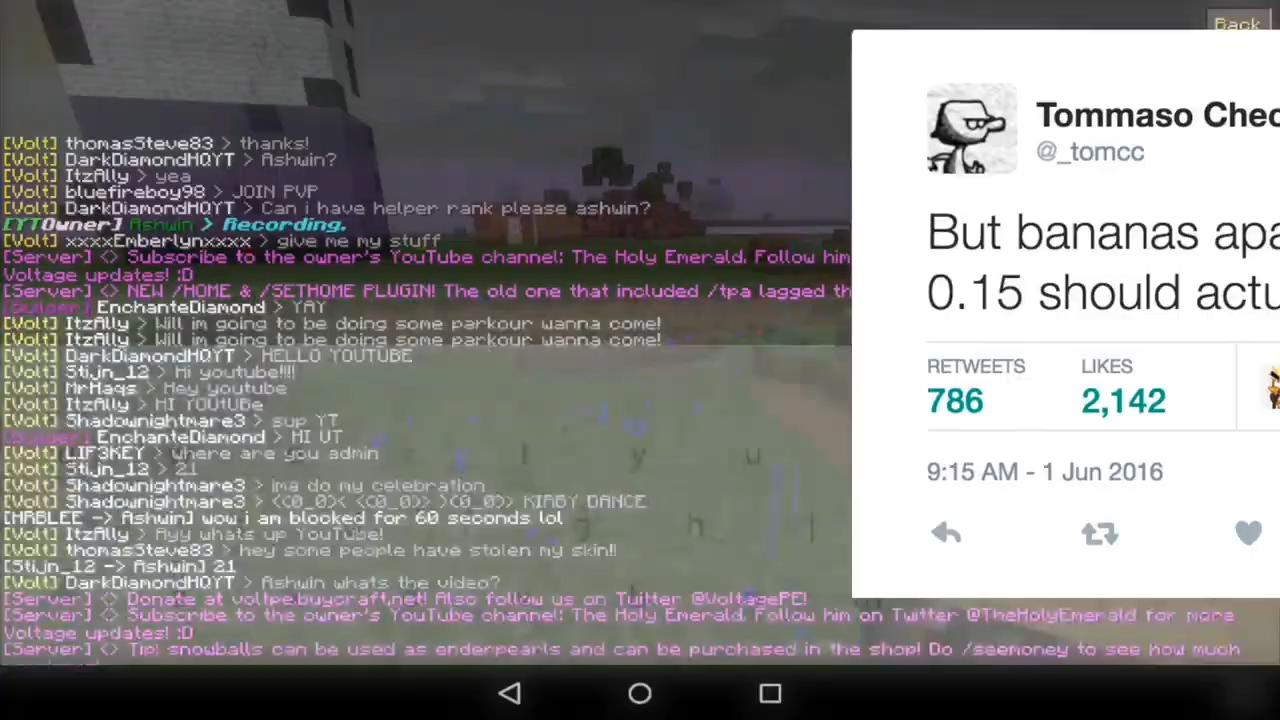 Back
[Volt] thomasSteve83 > thanks!
[Volt] DarkDiamondHQYT > Ashwin?
[Volt] ItzAlly > yea
[Volt] bluefireboy98 > JOIN PVP
[Volt] DarkDiamondHQYT > Can i have helper rank please ashwin?
[YTOwner] Ashwin > Recording.
[Volt] xxxxEmberlynxxxx > give me my stuff
[Server] <> Subscribe to the owner's YouTube channel: The Holy Emerald. Follow him
Voltage updates! :D
[Server] <> NEW /HOME & /SETHOME PLUGIN! The old one that included /tpa lagged th
[Builder] EnchanteDiamond > YAY
[Volt] ItzAlly > Will im going to be doing some parkour wanna come!
[Volt] ItzAlly > Will im going to be doing some parkour wanna come!
[Volt] DarkDiamondHQYT > HELLO YOUTUBE
[Volt] Stijn_12 > Hi youtube!!!!
[Volt] MrHags > Hey youtube
[Volt] ItzAlly > HI YOUtUBe
[Volt] Shadownightmare3 > sup YT
[Builder] EnchanteDiamond > HI UT
[Volt] LIF3KEY > where are you admin
[Volt] Stijn_12 > 21
[Volt] Shadownightmare3 > ima do my celebration
[Volt] Shadownightmare3 > <(0_0)< <(0_0)> >(0_0)> KIRBY DANCE
[MRBLEE -> Ashwin] wow i am blooked for 60 seconds lol
[Volt] ItzAlly > Ayy whats up YouTube!
[Volt] thomasSteve83 > hey some people have stolen my skin!!
[Stijn_12 -> Ashwin] 21
[Volt] DarkDiamondHQYT > Ashwin whats the video?
[Server] <> Donate at voltpe.buycraft.net! Also follow us on Twitter @VoltagePE!
[Server] <> Subscribe to the owner's YouTube channel: The Holy Emerald. Follow him on Twitter @TheHolyEmerald for more
Voltage updates! :D
[Server] <> Tip! snowballs can be used as enderpearls and can be purchased in the shop! Do /seemoney to see how much
Tommaso Chec
@_tomcc
But bananas apa
0.15 should actu
RETWEETS LIKES
786 2,142
9:15 AM - 1 Jun 2016